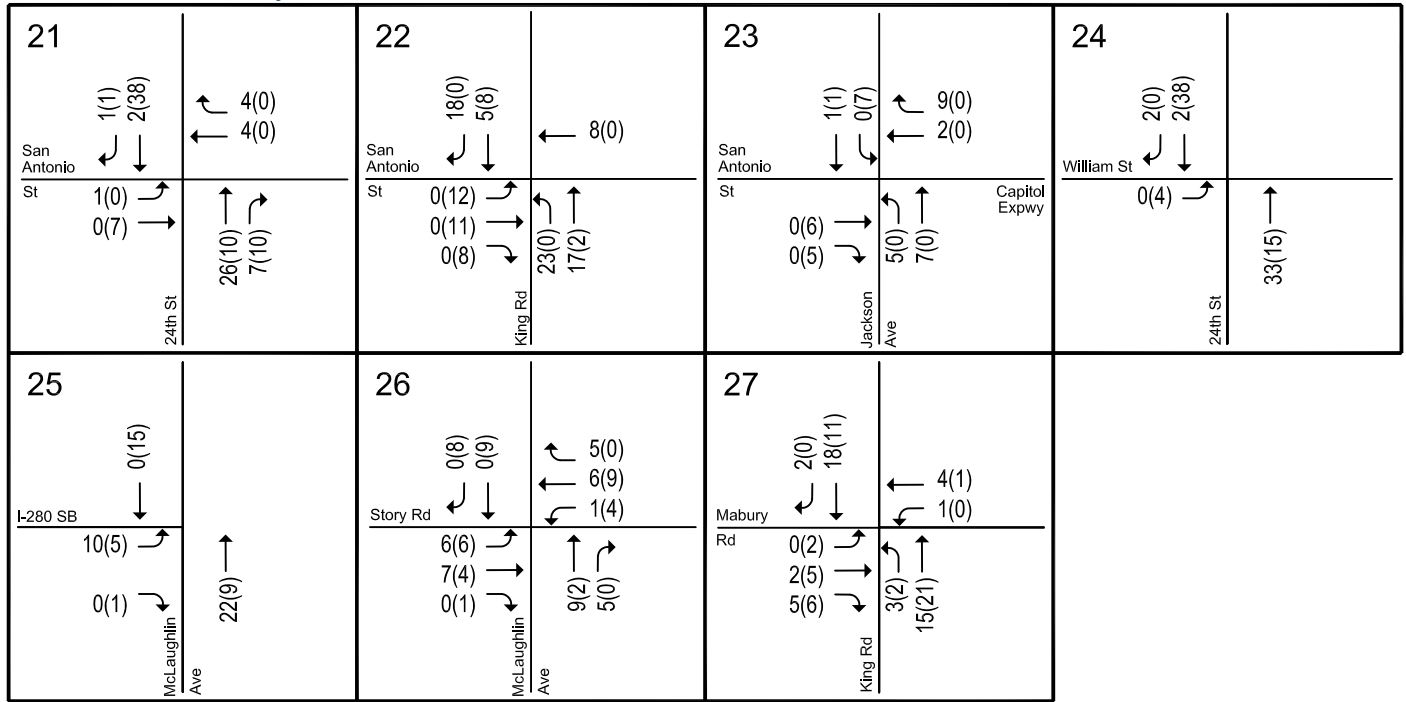 21
1(1)
2(38)
4(0)
4(0)
San
Antonio
St
1(0)
0(7)
26(10)
7(10)
24th St
22
18(0)
5(8)
8(0)
San
Antonio
St
0(12)
0(11)
0(8)
23(0)
17(2)
King Rd
23
1(1)
0(7)
9(0)
2(0)
San
Antonio
St
Capitol
Expwy
0(6)
0(5)
5(0)
7(0)
Jackson
Ave
24
2(0)
2(38)
William St
0(4)
33(15)
24th St
25
0(15)
I-280 SB
10(5)
0(1)
22(9)
McLaughlin
Ave
26
0(8)
0(9)
5(0)
6(9)
1(4)
Story Rd
6(6)
7(4)
0(1)
9(2)
5(0)
McLaughlin
Ave
27
2(0)
18(11)
4(1)
1(0)
Mabury
Rd
0(2)
2(5)
5(6)
3(2)
15(21)
King Rd